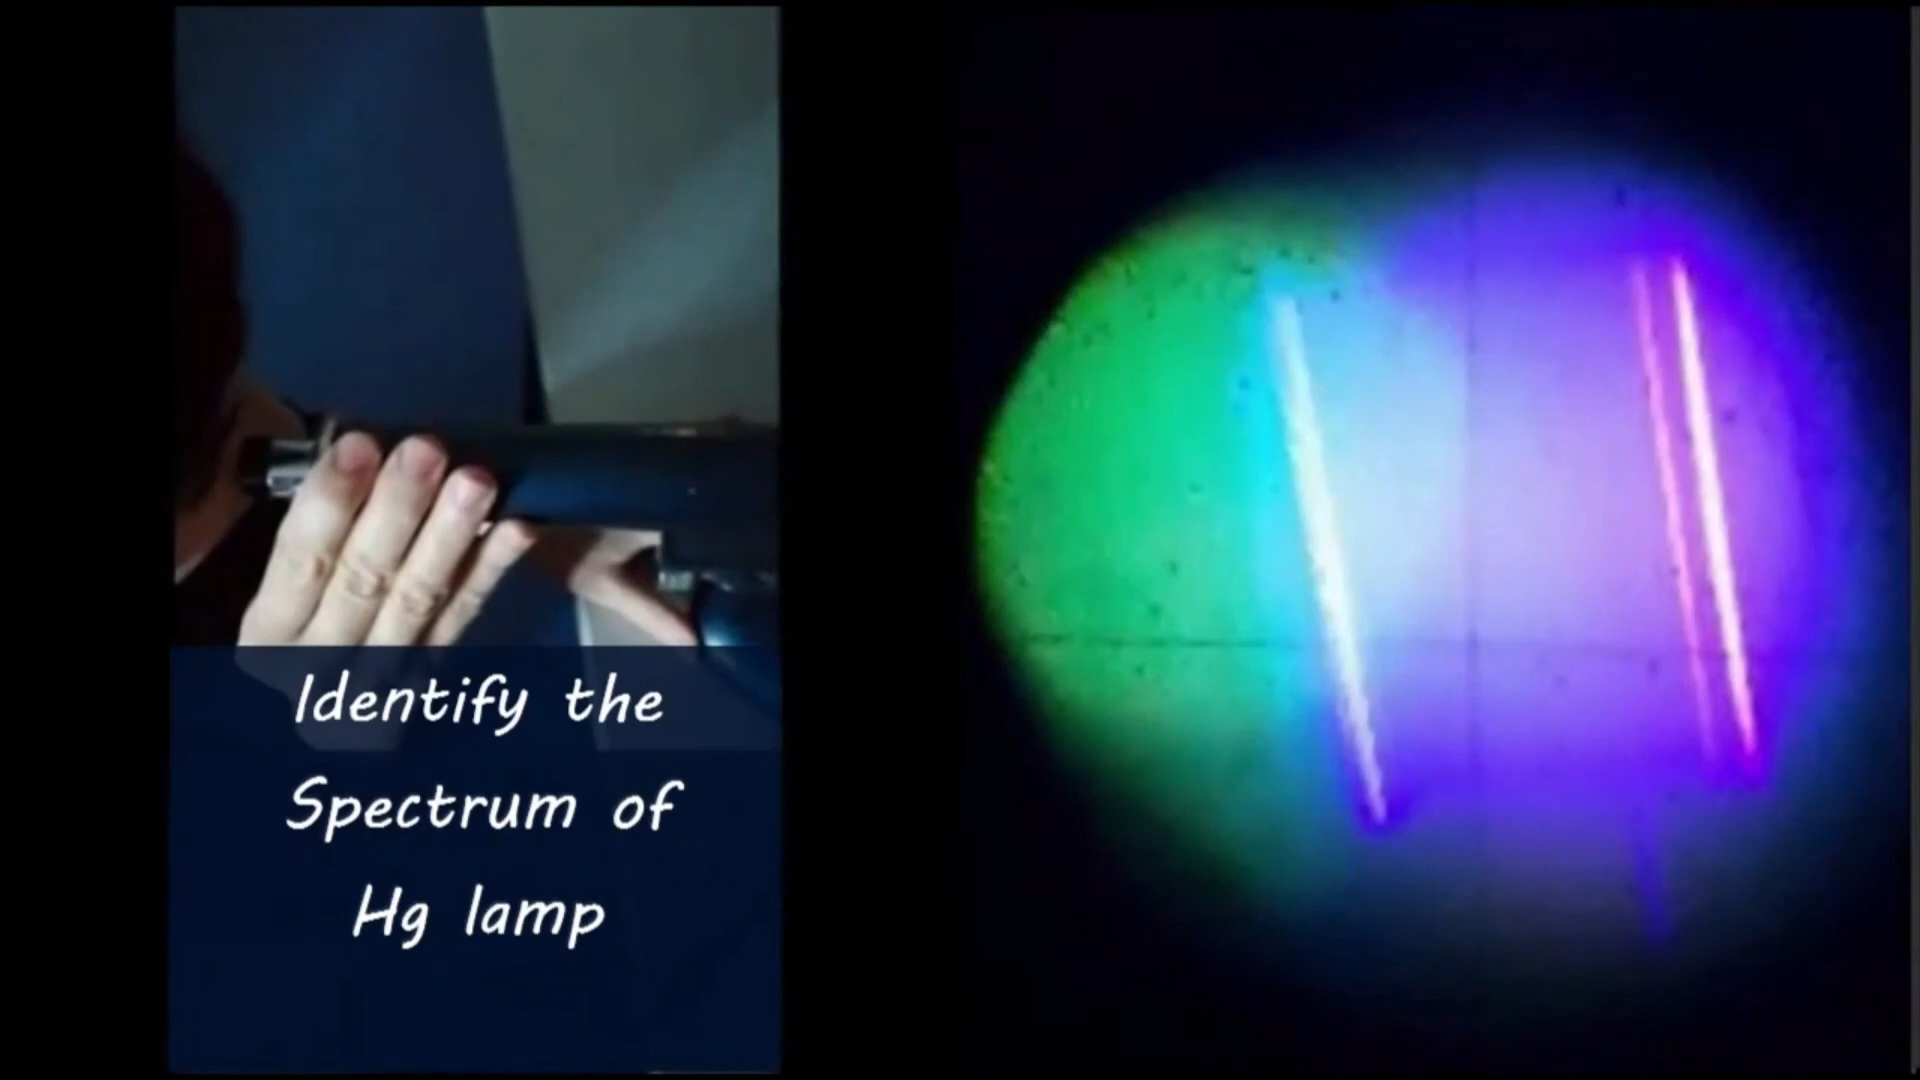 Identify the
Spectrum of
Hg lamp